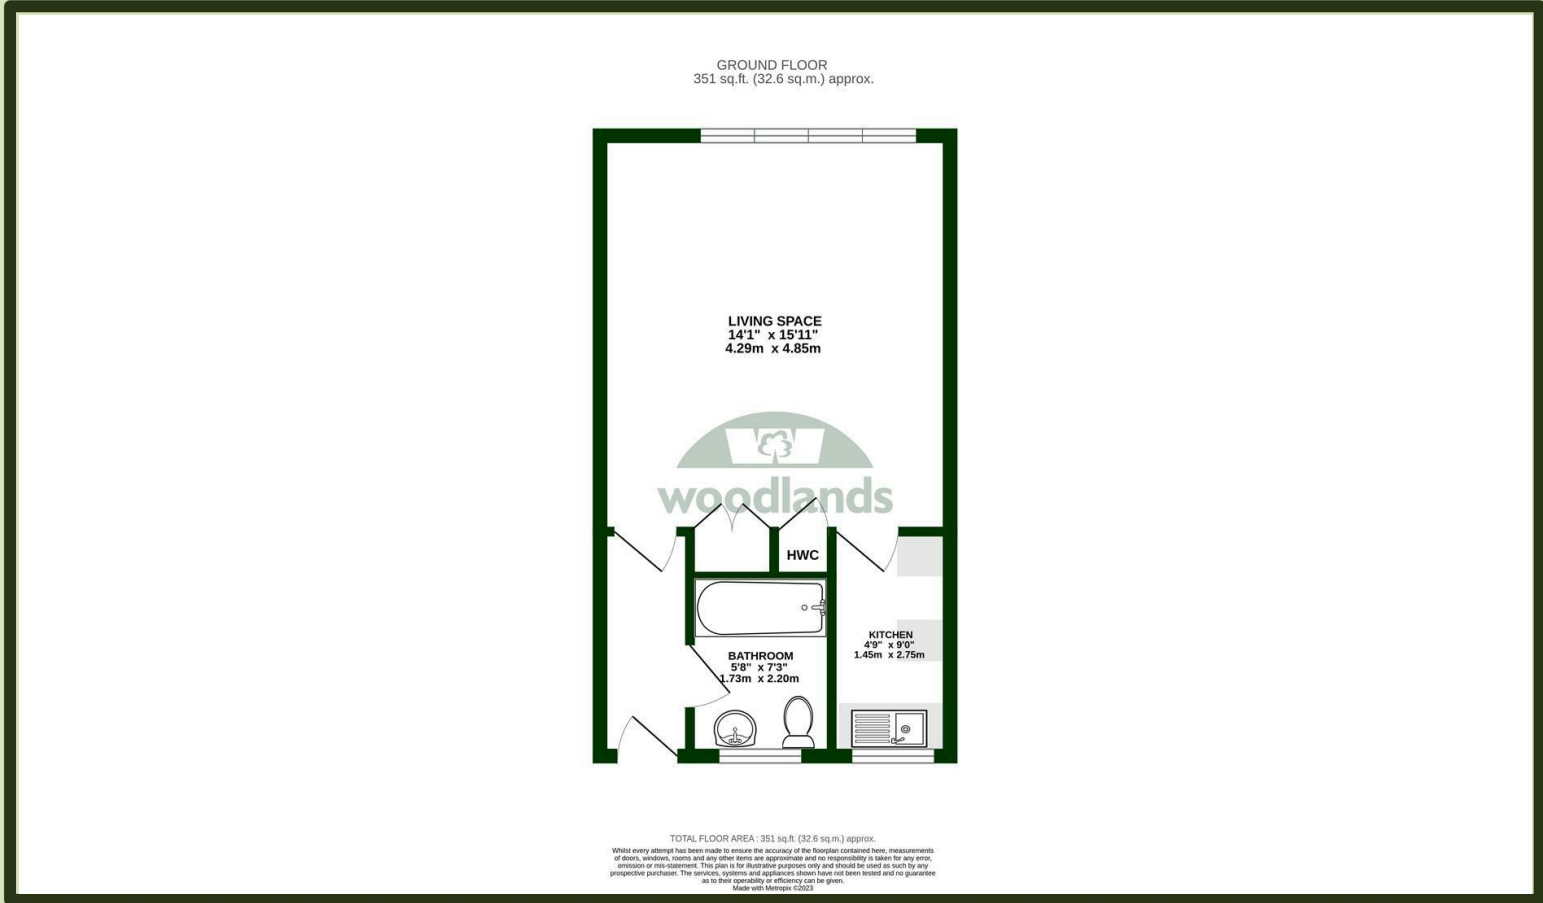 GROUND FLOOR
351 sq.ft. (32.6 sq.m.) approx.
LIVING SPACE
14'1" x 15'11"
4.29m x 4.85m
woodlands
HWC
KITCHEN
4'9" x 9'0"
1.45m x 2.75m
BATHROOM
5'8" x 7'3"
1.73m x 2.20m
TOTAL FLOOR AREA : 351 sq.ft. (32.6 sq.m.) approx.
Whilst every attempt has been made to ensure the accuracy of the floorplan contained here, measurements
of doors, windows, rooms and any other items are approximate and no responsibility is taken for any error,
omission or mis-statement. This plan is for illustrative purposes only and should be used as such by any
prospective purchaser. The services, systems and appliances shown have not been tested and no guarantee
as to their operability or efficiency can be given.
Made with Metropix ©2023